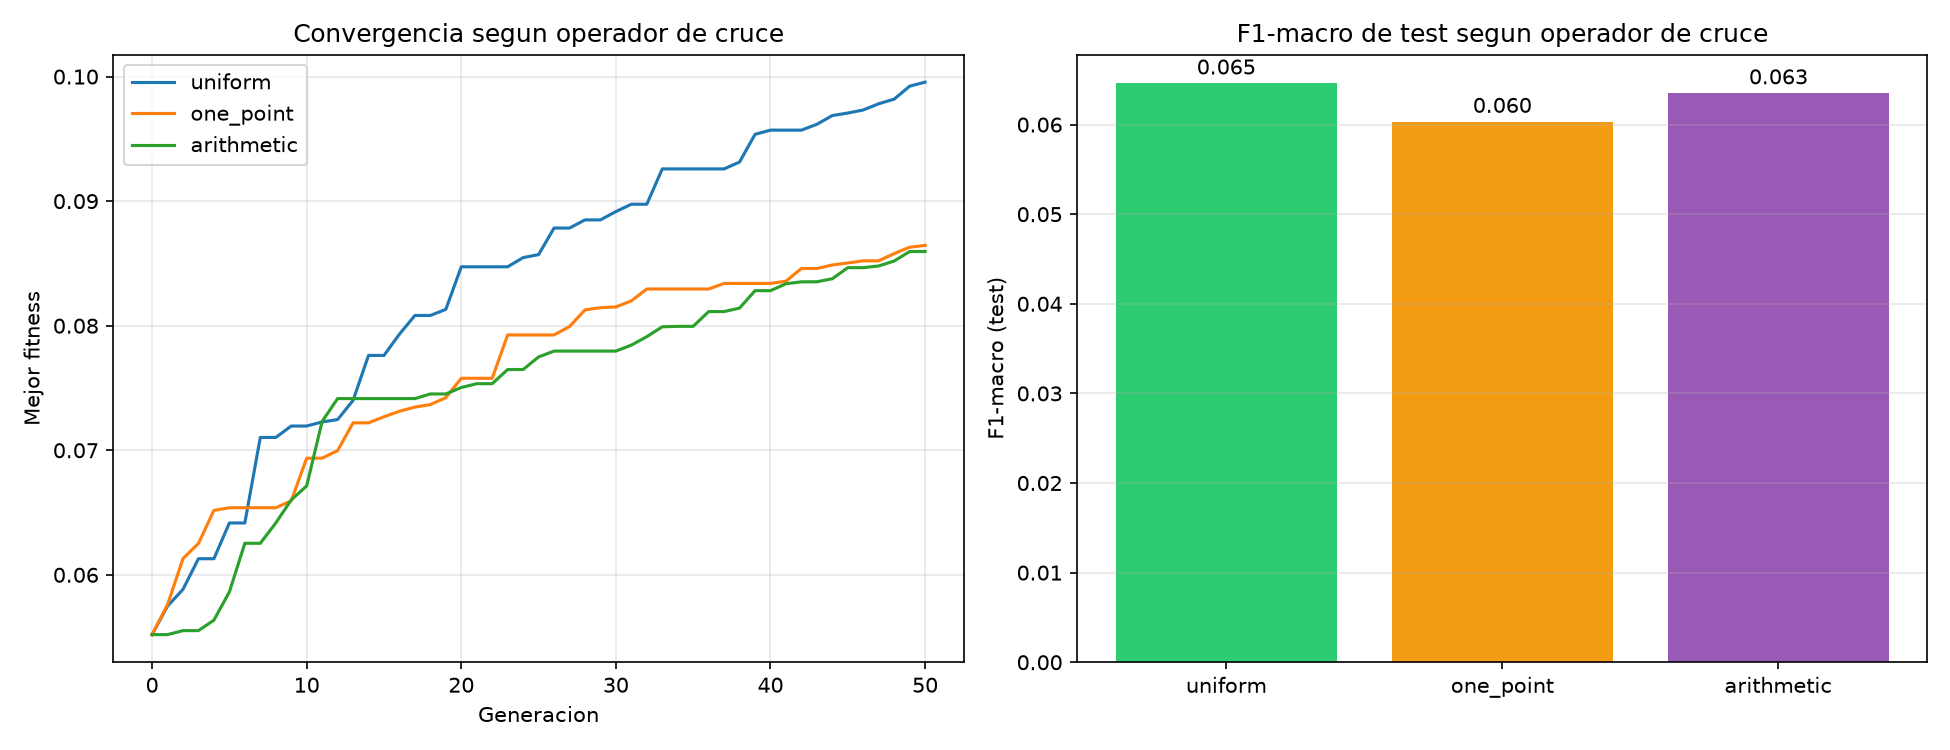 Convergencia segun operador de cruce
uniform
one_point
arithmetic
Mejor fitness
0.10
0.09
0.08
0.07
0.06
0
10
20
30
40
50
Generacion
F1-macro de test segun operador de cruce
0.065
0.060
0.063
F1-macro (test)
0.06
0.05
0.04
0.03
0.02
0.01
0.00
uniform
one_point
arithmetic